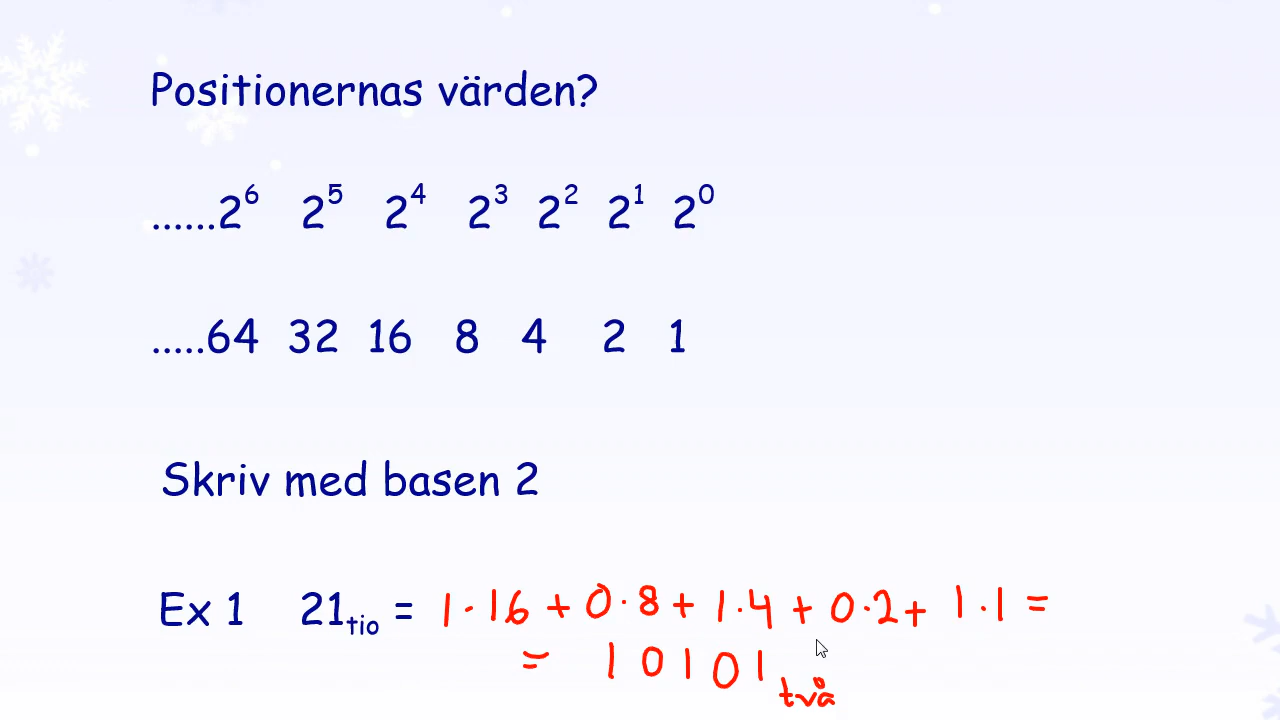 Positionernas värden?
......2⁶ 2⁵ 2⁴ 2³ 2² 2¹ 2⁰
.....64 32 16 8 4 2 1
Skriv med basen 2
Ex 1 21tio = 1·16 + 0·8 + 1·4 + 0·2 + 1·1 =
= 10101två